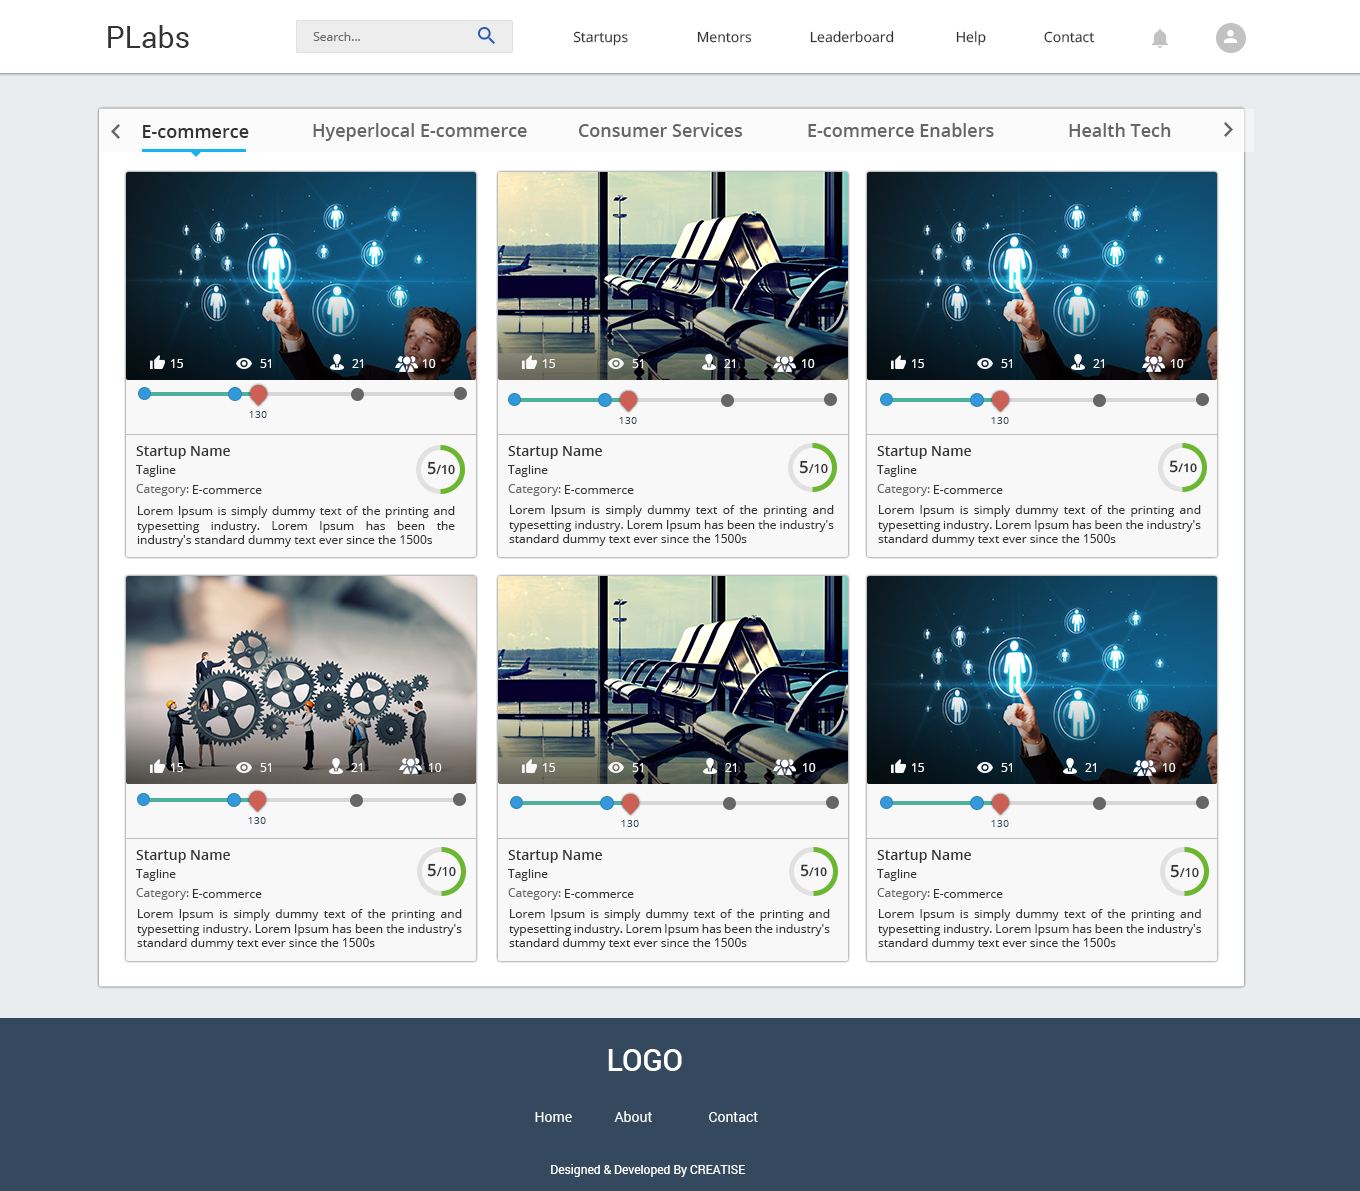 PLabs
Search...
Startups
Mentors
Leaderboard
Help
Contact
E-commerce
Hyeperlocal E-commerce
Consumer Services
E-commerce Enablers
Health Tech
15 51 21 10
130
Startup Name
Tagline
Category: E-commerce
5/10
Lorem Ipsum is simply dummy text of the printing and
typesetting industry. Lorem Ipsum has been the
industry's standard dummy text ever since the 1500s
15 51 21 10
130
Startup Name
Tagline
Category: E-commerce
5/10
Lorem Ipsum is simply dummy text of the printing and
typesetting industry. Lorem Ipsum has been the industry's
standard dummy text ever since the 1500s
15 51 21 10
130
Startup Name
Tagline
Category: E-commerce
5/10
Lorem Ipsum is simply dummy text of the printing and
typesetting industry. Lorem Ipsum has been the industry's
standard dummy text ever since the 1500s
15 51 21 10
130
Startup Name
Tagline
Category: E-commerce
5/10
Lorem Ipsum is simply dummy text of the printing and
typesetting industry. Lorem Ipsum has been the industry's
standard dummy text ever since the 1500s
15 51 21 10
130
Startup Name
Tagline
Category: E-commerce
5/10
Lorem Ipsum is simply dummy text of the printing and
typesetting industry. Lorem Ipsum has been the industry's
standard dummy text ever since the 1500s
15 51 21 10
130
Startup Name
Tagline
Category: E-commerce
5/10
Lorem Ipsum is simply dummy text of the printing and
typesetting industry. Lorem Ipsum has been the industry's
standard dummy text ever since the 1500s
LOGO
Home
About
Contact
Designed & Developed By CREATISE